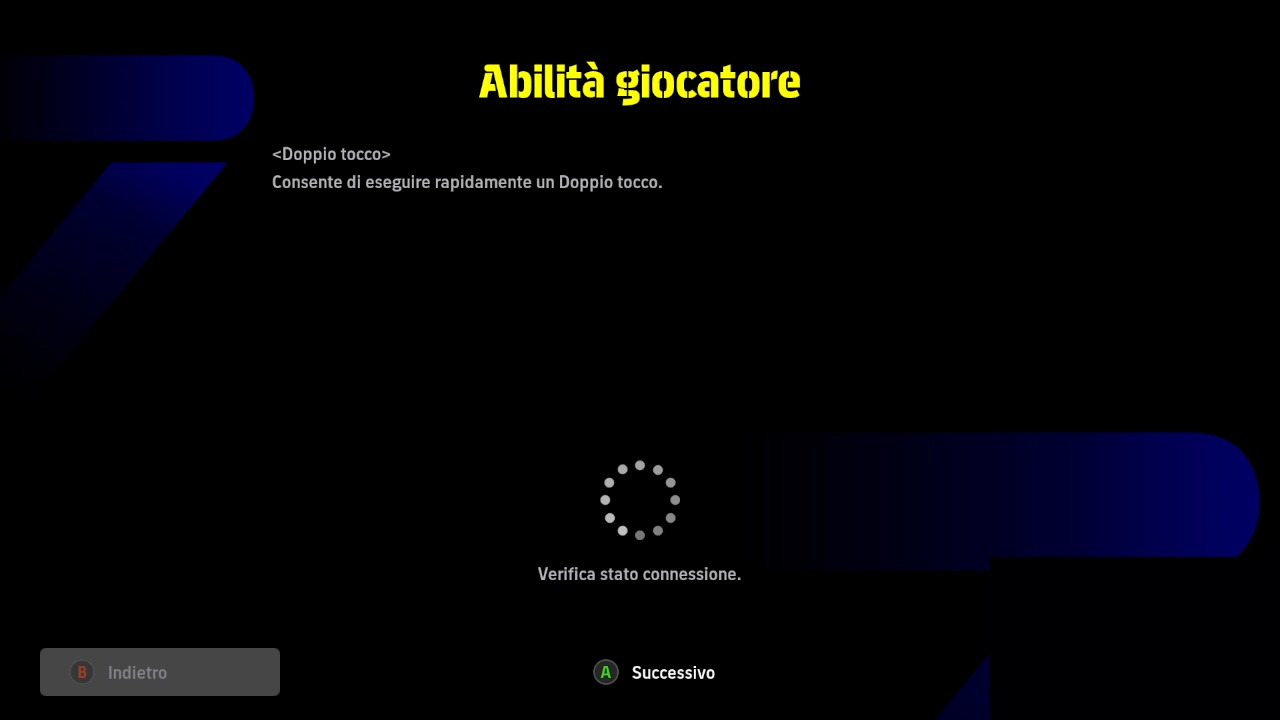 Abilità giocatore
<Doppio tocco>
Consente di eseguire rapidamente un Doppio tocco.
Verifica stato connessione.
B Indietro
A Successivo